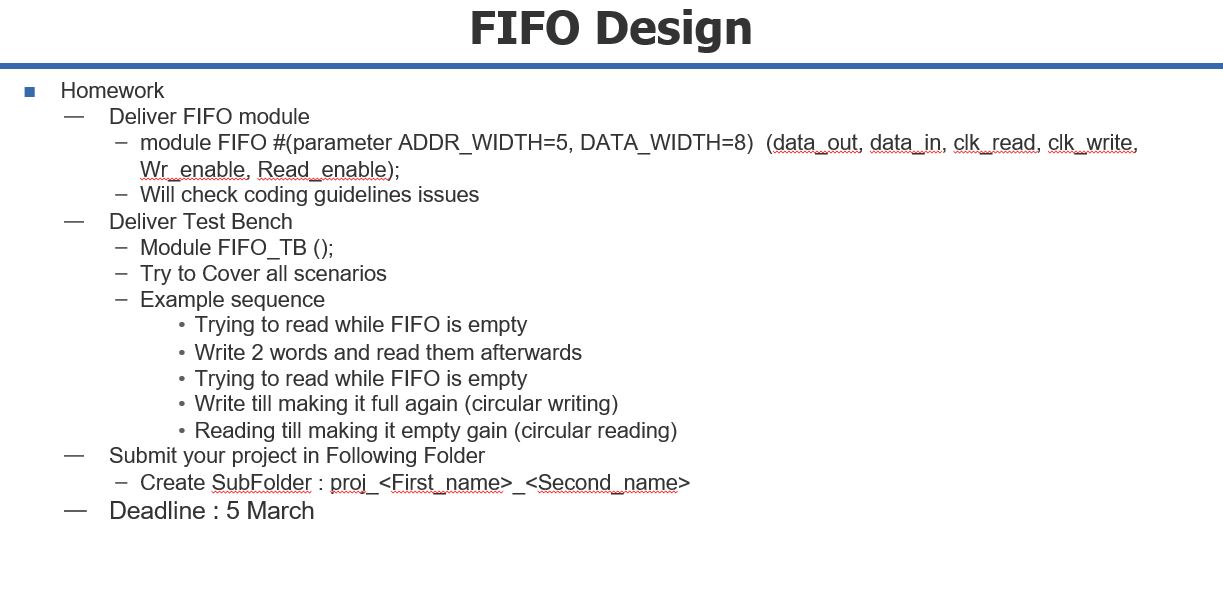 FIFO Design
■ Homework
— Deliver FIFO module
– module FIFO #(parameter ADDR_WIDTH=5, DATA_WIDTH=8) (data_out, data_in, clk_read, clk_write,
Wr_enable, Read_enable);
– Will check coding guidelines issues
— Deliver Test Bench
– Module FIFO_TB ();
– Try to Cover all scenarios
– Example sequence
• Trying to read while FIFO is empty
• Write 2 words and read them afterwards
• Trying to read while FIFO is empty
• Write till making it full again (circular writing)
• Reading till making it empty gain (circular reading)
— Submit your project in Following Folder
– Create SubFolder : proj_<First_name>_<Second_name>
— Deadline : 5 March